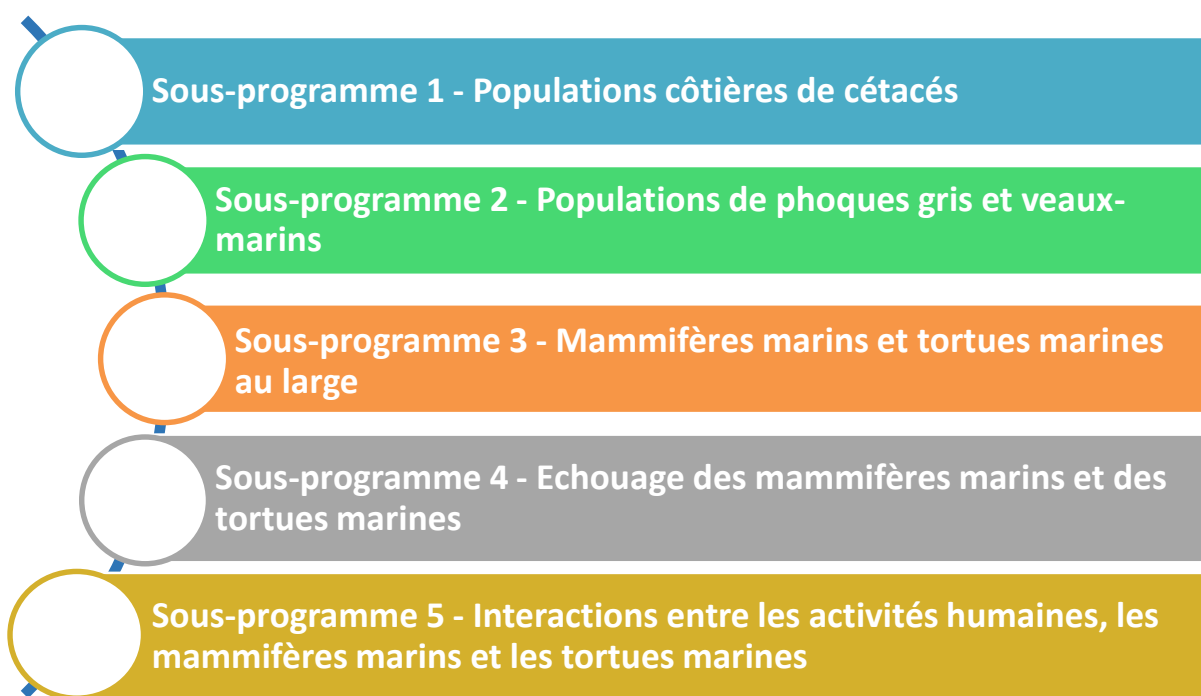 Sous-programme 1 - Populations côtières de cétacés
Sous-programme 2 - Populations de phoques gris et veaux-
marins
Sous-programme 3 - Mammifères marins et tortues marines
au large
Sous-programme 4 - Echouage des mammifères marins et des
tortues marines
Sous-programme 5 - Interactions entre les activités humaines, les
mammifères marins et les tortues marines